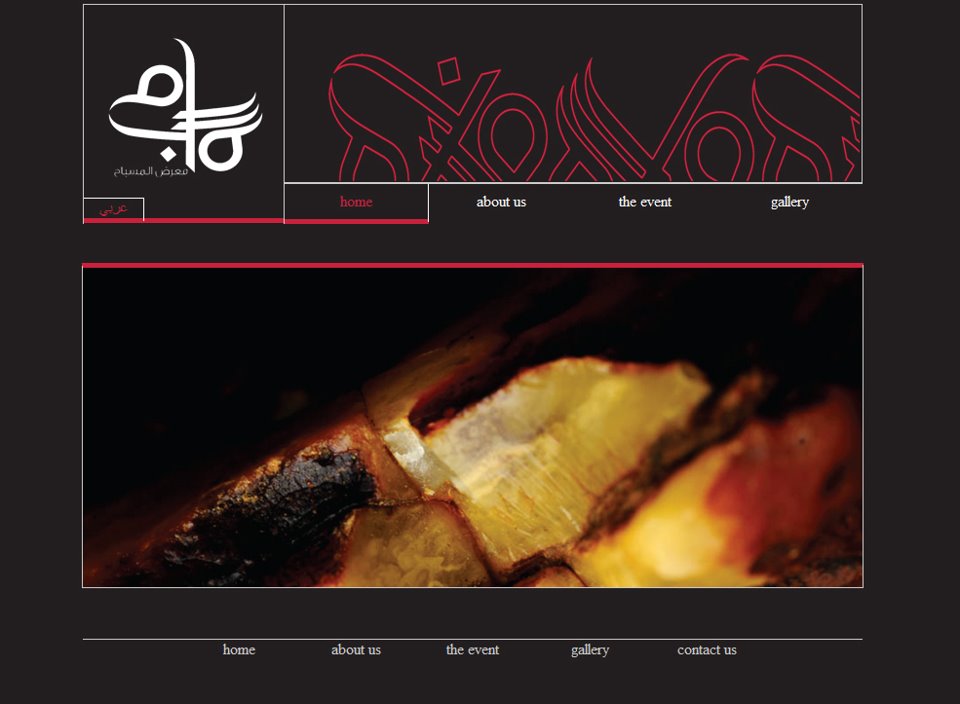 معرض المسباح
عربي
home
about us
the event
gallery
home
about us
the event
gallery
contact us